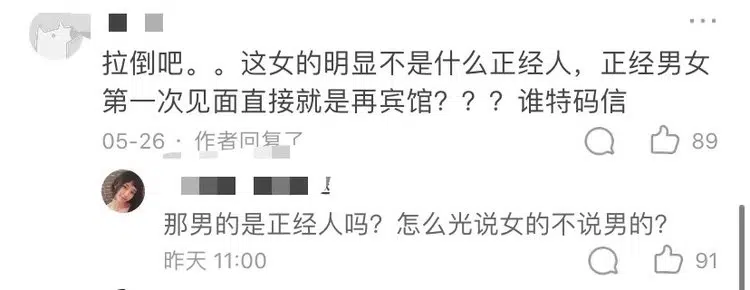 拉倒吧。。这女的明显不是什么正经人，正经男女
第一次见面直接就是再宾馆？？？谁特码信
05-26 · 作者回复了
89
那男的是正经人吗？怎么光说女的不说男的？
昨天 11:00
91